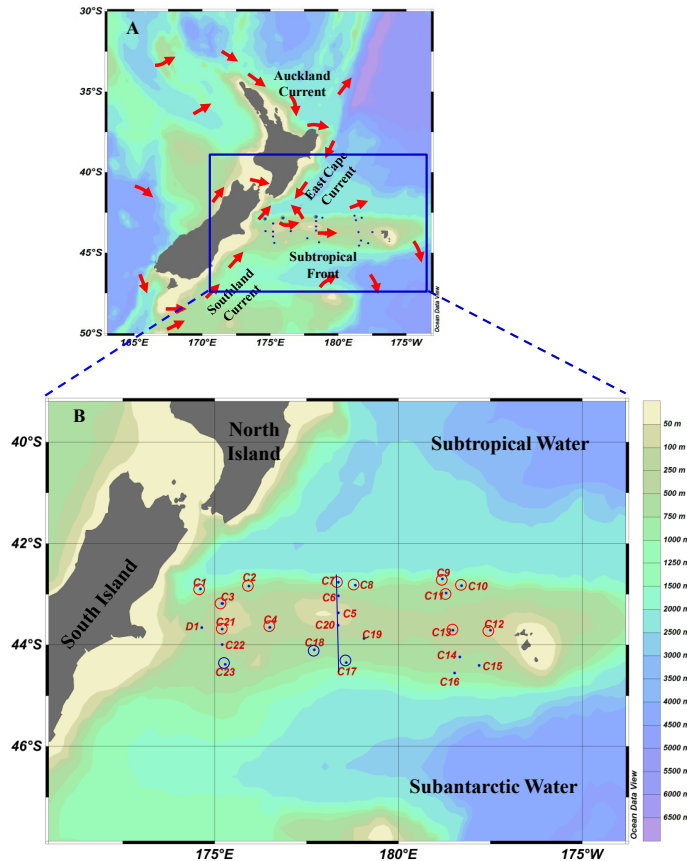 30°S
A
Auckland
Current
35°S
40°S
East Cape
Current
45°S
Subtropical
Front
Southland
Current
50°S
165°E
170°E
175°E
180°E
175°W
Ocean Data View
B
North
Island
Subtropical Water
40°S
42°S
C1
C2
C7
C8
C9
C10
C3
C6
C11
South Island
D1
C21
C4
C5
C20
C19
C13
C12
44°S
C22
C18
C14
C23
C17
C15
C16
46°S
Subantarctic Water
175°E
180°E
175°W
Ocean Data View
50 m
100 m
250 m
500 m
750 m
1000 m
1500 m
2000 m
2500 m
3000 m
3500 m
4000 m
4500 m
5000 m
5500 m
6000 m
6500 m